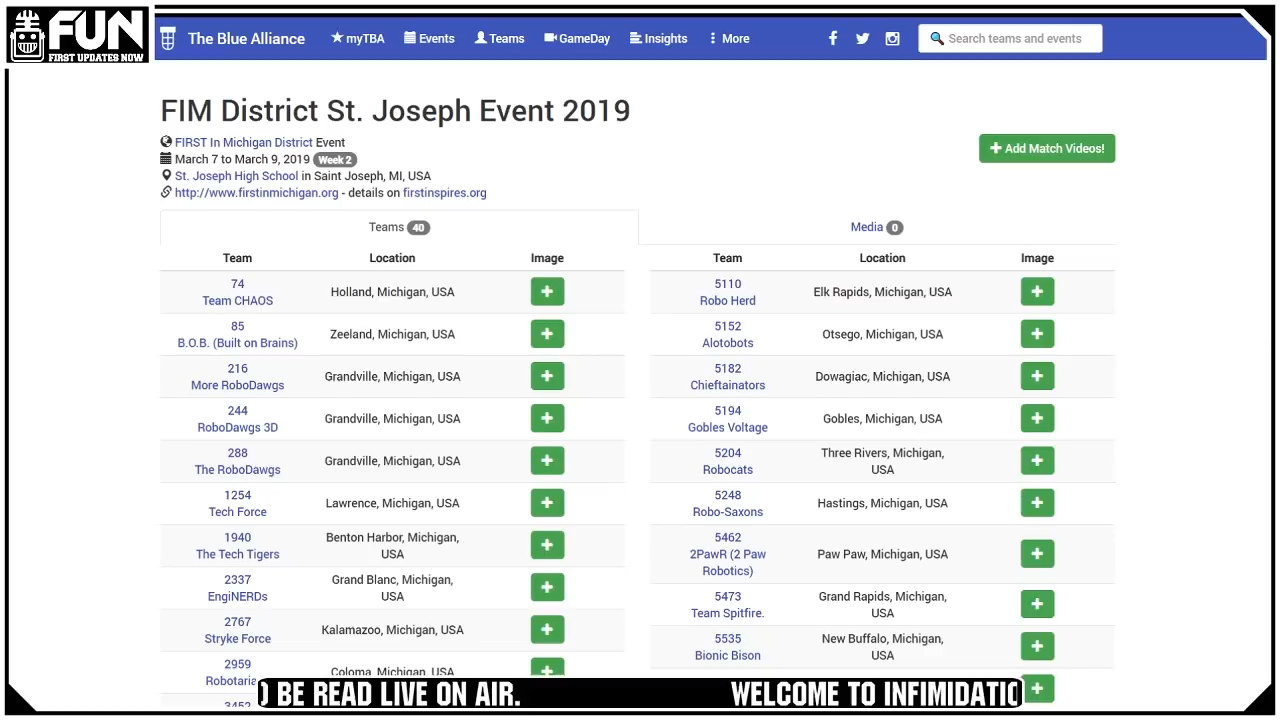 FUN
FIRST UPDATES NOW
The Blue Alliance
myTBA
Events
Teams
GameDay
Insights
More
Search teams and events
FIM District St. Joseph Event 2019
FIRST In Michigan District Event
March 7 to March 9, 2019 Week 2
St. Joseph High School in Saint Joseph, MI, USA
http://www.firstinmichigan.org - details on firstinspires.org
Add Match Videos!
Teams 40
Media 0
Team Location Image
74
Team CHAOS
Holland, Michigan, USA
85
B.O.B. (Built on Brains)
Zeeland, Michigan, USA
216
More RoboDawgs
Grandville, Michigan, USA
244
RoboDawgs 3D
Grandville, Michigan, USA
288
The RoboDawgs
Grandville, Michigan, USA
1254
Tech Force
Lawrence, Michigan, USA
1940
The Tech Tigers
Benton Harbor, Michigan,
USA
2337
EngiNERDs
Grand Blanc, Michigan,
USA
2767
Stryke Force
Kalamazoo, Michigan, USA
2959
Robotaria
Coloma, Michigan, USA
3452
Team Location Image
5110
Robo Herd
Elk Rapids, Michigan, USA
5152
Alotobots
Otsego, Michigan, USA
5182
Chieftainators
Dowagiac, Michigan, USA
5194
Gobles Voltage
Gobles, Michigan, USA
5204
Robocats
Three Rivers, Michigan,
USA
5248
Robo-Saxons
Hastings, Michigan, USA
5462
2PawR (2 Paw
Robotics)
Paw Paw, Michigan, USA
5473
Team Spitfire.
Grand Rapids, Michigan,
USA
5535
Bionic Bison
New Buffalo, Michigan,
USA
O BE READ LIVE ON AIR. WELCOME TO INFIMIDATIO